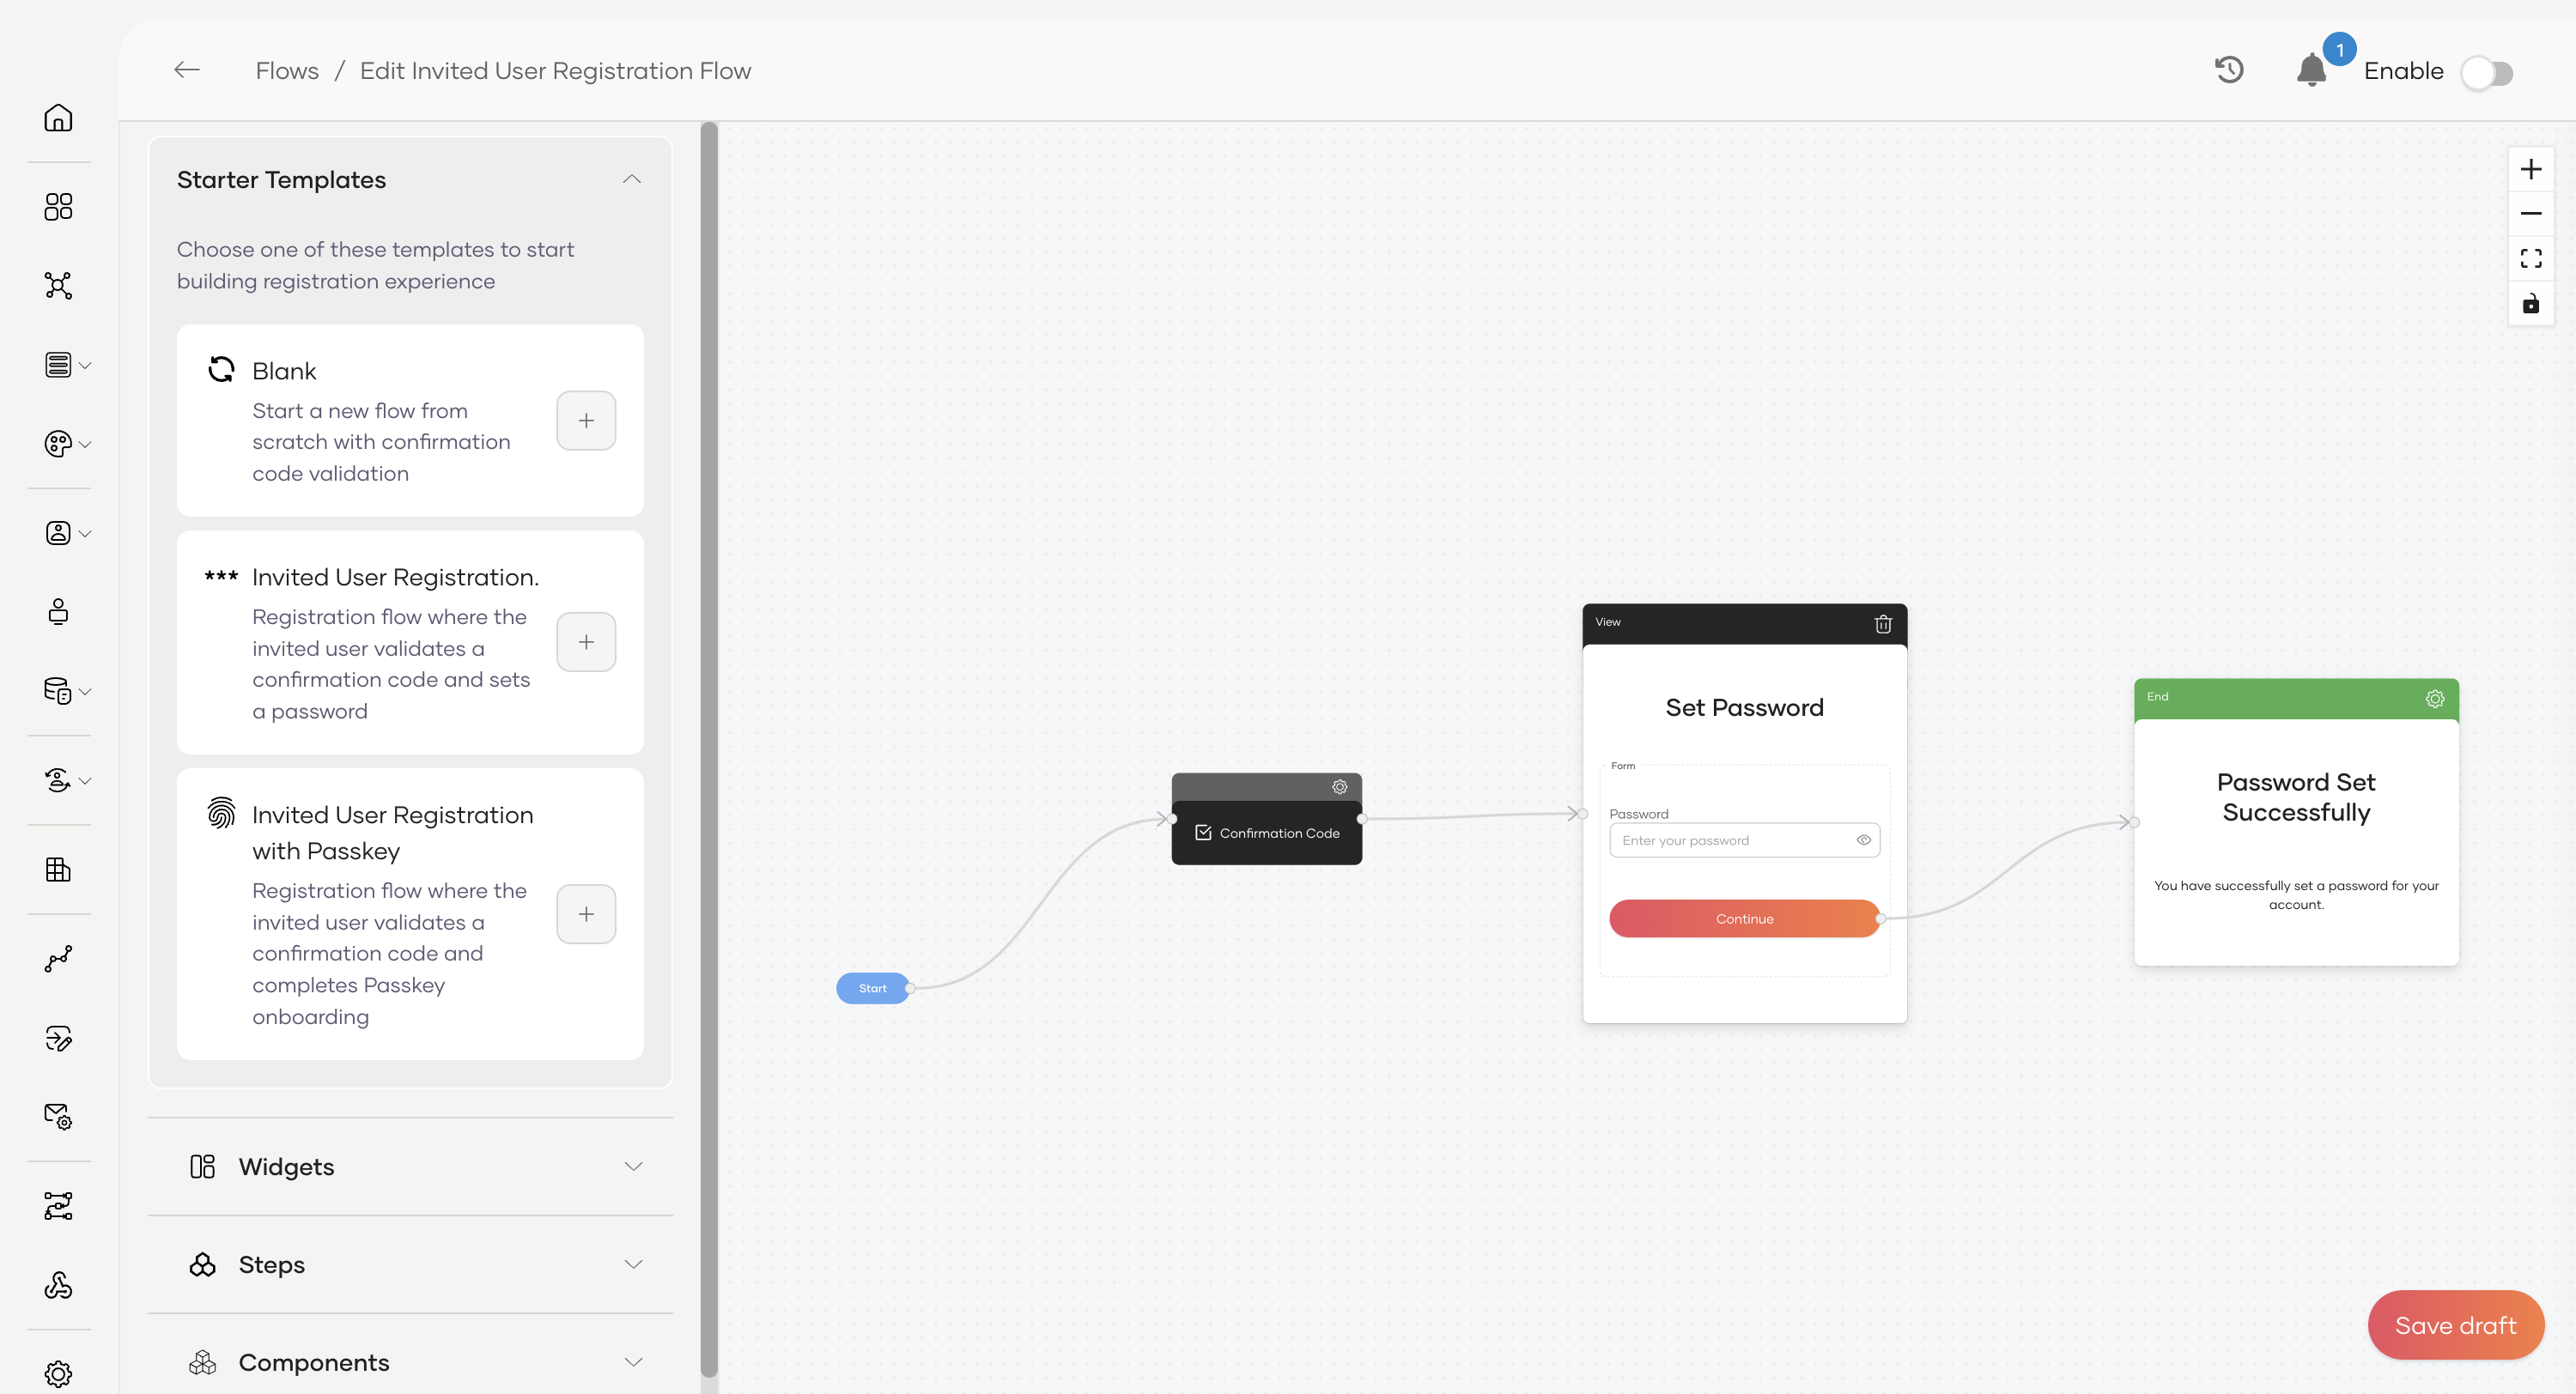 Flows / Edit Invited User Registration Flow
1
Enable
Starter Templates
Choose one of these templates to start
building registration experience
Blank
Start a new flow from
scratch with confirmation
code validation
*** Invited User Registration.
Registration flow where the
invited user validates a
confirmation code and sets
a password
Invited User Registration
with Passkey
Registration flow where the
invited user validates a
confirmation code and
completes Passkey
onboarding
Widgets
Steps
Components
Start
Confirmation Code
View
Set Password
Form
Password
Enter your password
Continue
End
Password Set
Successfully
You have successfully set a password for your
account.
Save draft